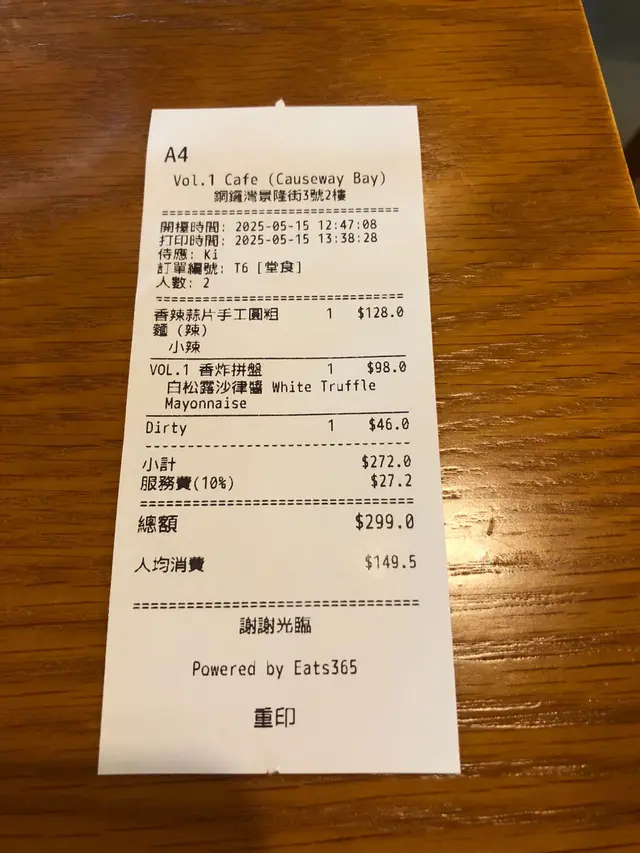 A4
Vol.1 Cafe (Causeway Bay)
銅鑼灣景隆街3號2樓
開檯時間: 2025-05-15 12:47:08
打印時間: 2025-05-15 13:38:28
侍應: Ki
訂單編號: T6 [堂食]
人數: 2
香辣蒜片手工圓粗 1 $128.0
麵 (辣)
小辣
VOL.1 香炸拼盤 1 $98.0
白松露沙律醬 White Truffle
Mayonnaise
Dirty 1 $46.0
小計 $272.0
服務費(10%) $27.2
總額 $299.0
人均消費 $149.5
謝謝光臨
Powered by Eats365
重印